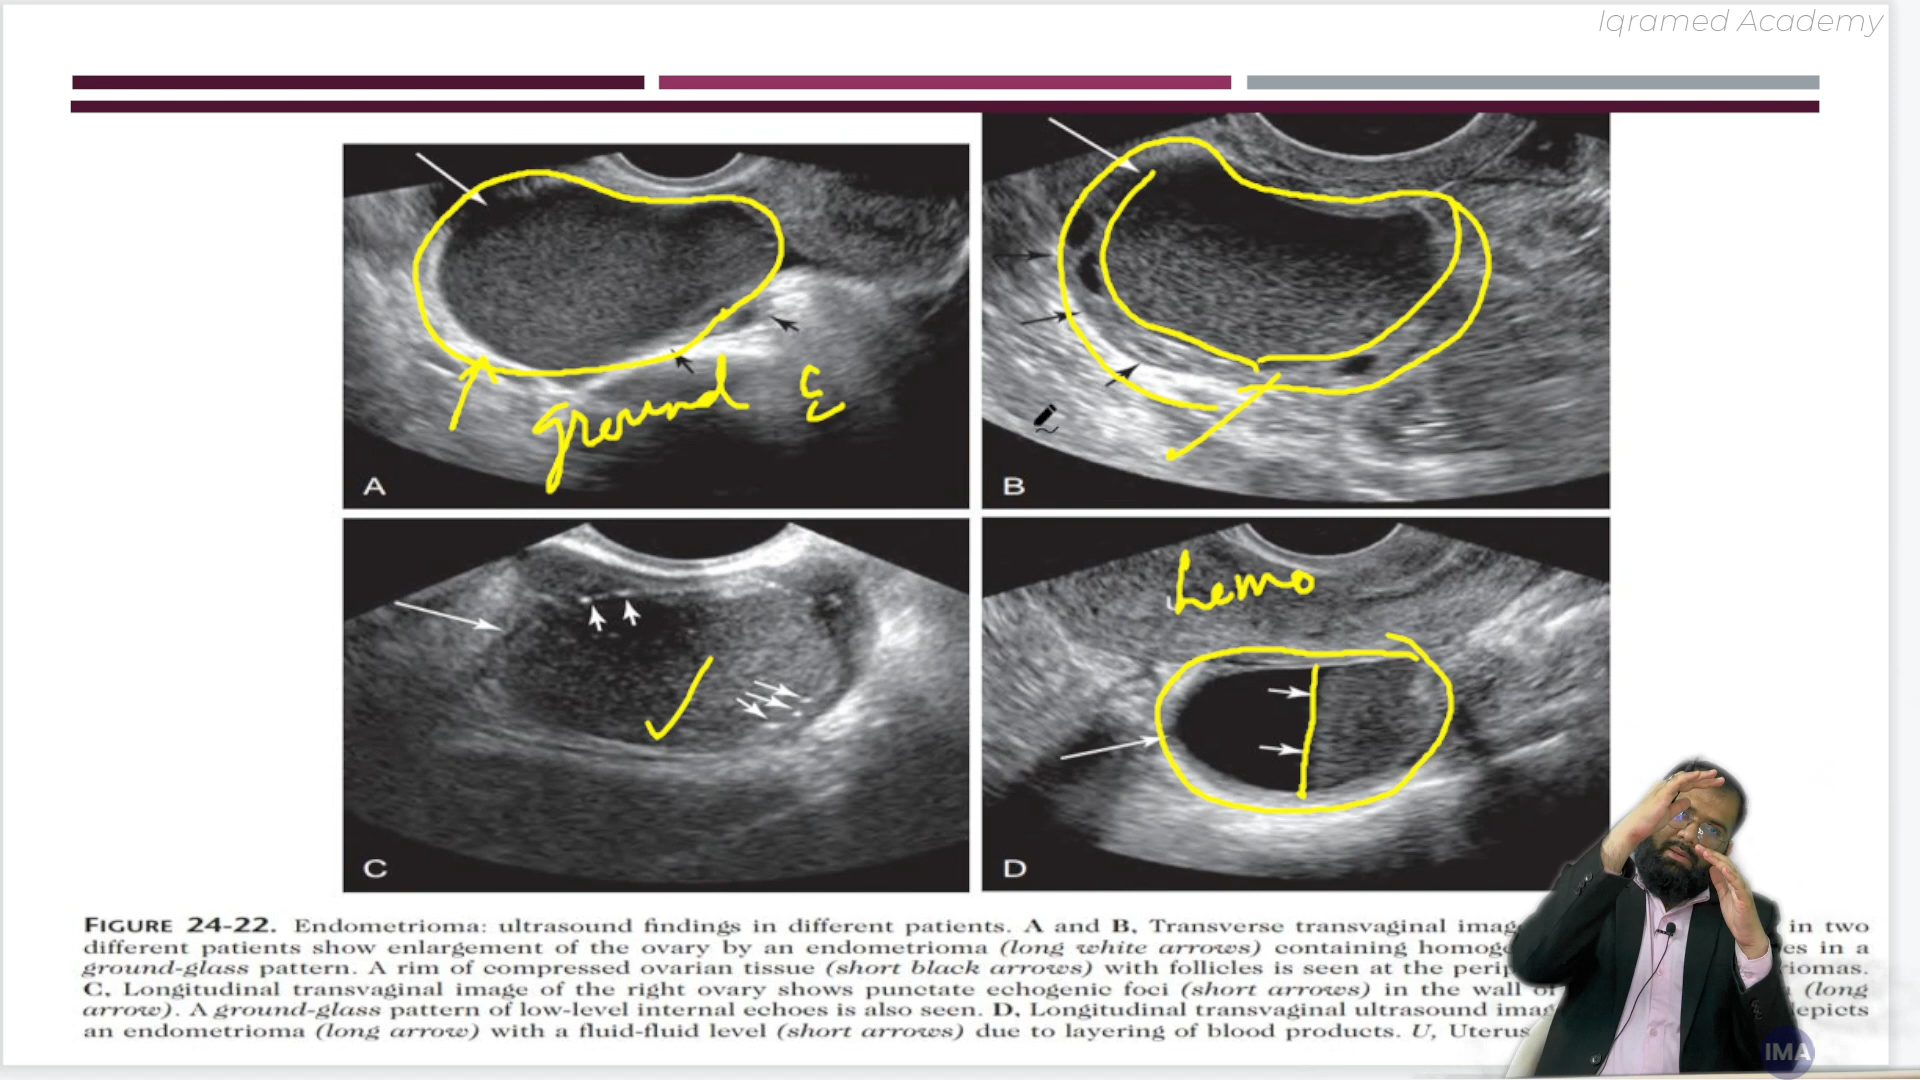 Iqramed Academy
ground
A
B
hemo
C
D
FIGURE 24-22. Endometrioma: ultrasound findings in different patients. A and B, Transverse transvaginal imag in two
different patients show enlargement of the ovary by an endometrioma (long white arrows) containing homoge es in a
ground-glass pattern. A rim of compressed ovarian tissue (short black arrows) with follicles is seen at the perip riomas.
C, Longitudinal transvaginal image of the right ovary shows punctate echogenic foci (short arrows) in the wall of (long
arrow). A ground-glass pattern of low-level internal echoes is also seen. D, Longitudinal transvaginal ultrasound imag depicts
an endometrioma (long arrow) with a fluid-fluid level (short arrows) due to layering of blood products. U, Uterus
IMA